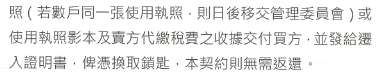 照（若數戶同一張使用執照，則日後移交管理委員會）或
使用執照影本及賣方代繳稅費之收據交付買方，並發給遷
入證明書，俾憑換取鎖匙，本契約則無需返還。